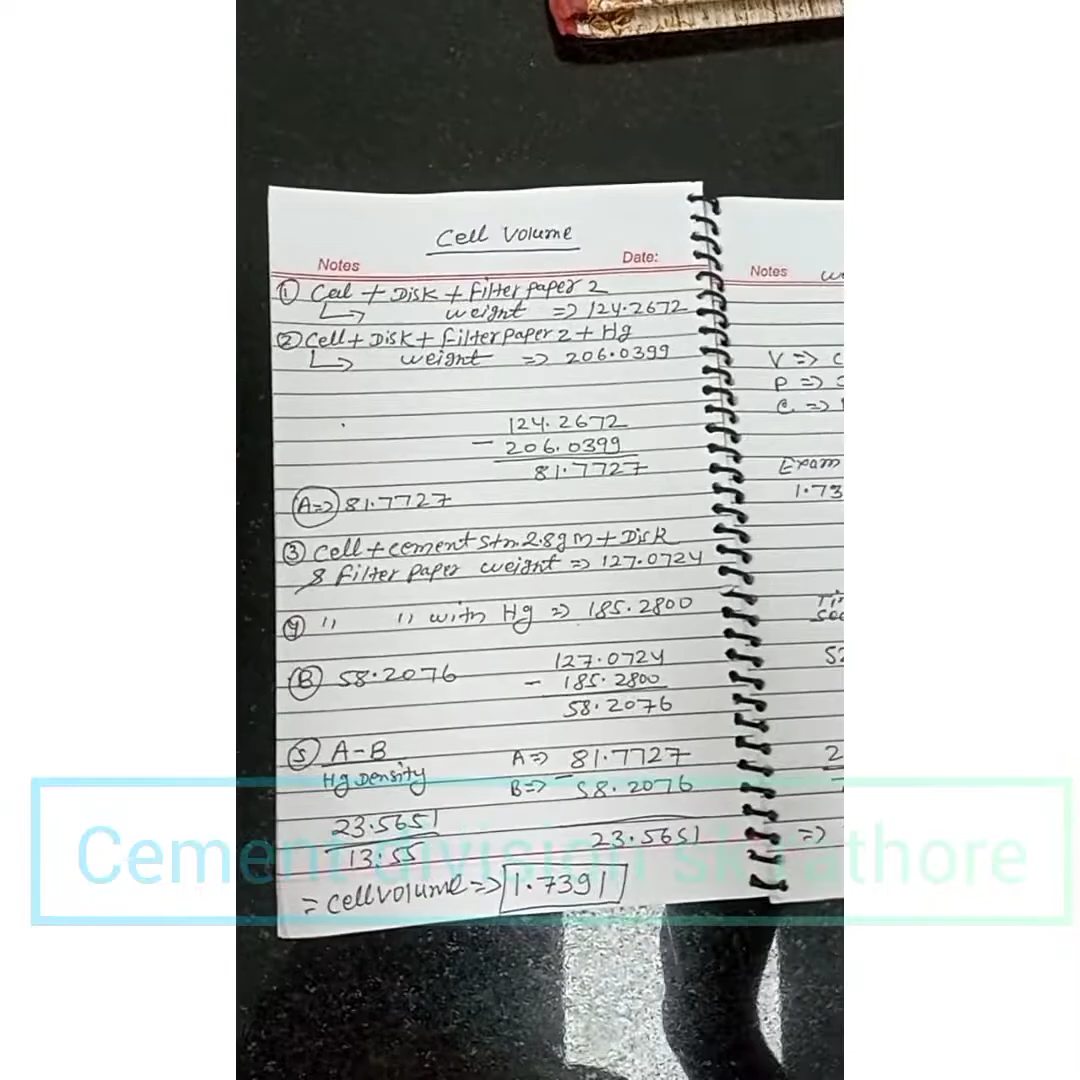 Cell Volume
Notes
Date:
① Cell + Disk + Filter paper 2
weight => 124.2672
② Cell + Disk + Filter paper 2 + Hg
weight => 206.0399
124.2672
- 206.0399
81.7727
A=> 81.7727
③ Cell + cement stn. 2.8gm + Disk
& Filter paper weight => 127.0724
④ " " with Hg => 185.2800
B 58.2076
127.0724
- 185.2800
58.2076
⑤ A-B
Hg Density
A=> 81.7727
B=> - 58.2076
23.5651
23.5651
13.55
= cell volume => 1.7391
Notes
V =>
P =>
C =>
1.73
=>
Cement division sk rathore